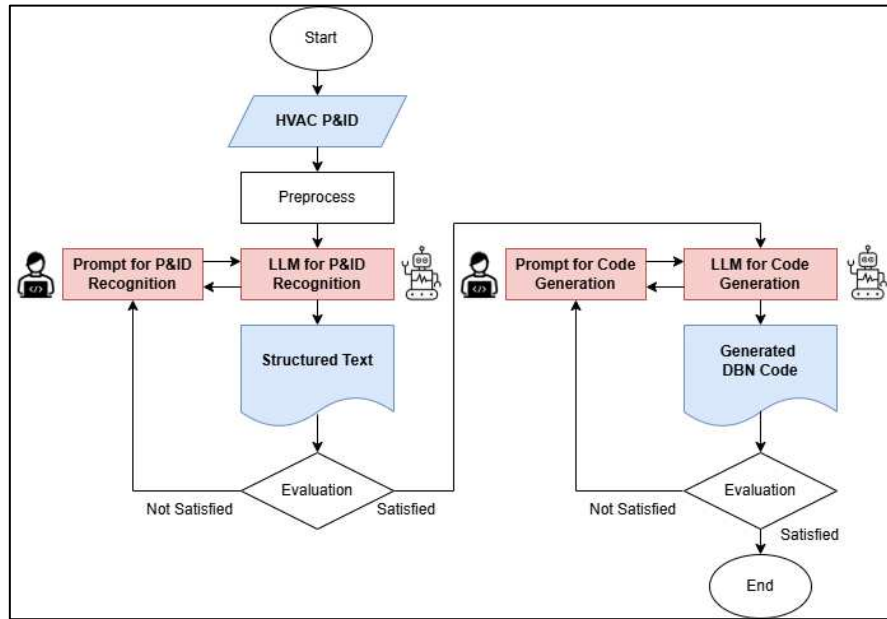 Start
HVAC P&ID
Preprocess
Prompt for P&ID
Recognition
LLM for P&ID
Recognition
Structured Text
Evaluation
Not Satisfied
Satisfied
Prompt for Code
Generation
LLM for Code
Generation
Generated
DBN Code
Evaluation
Not Satisfied
Satisfied
End